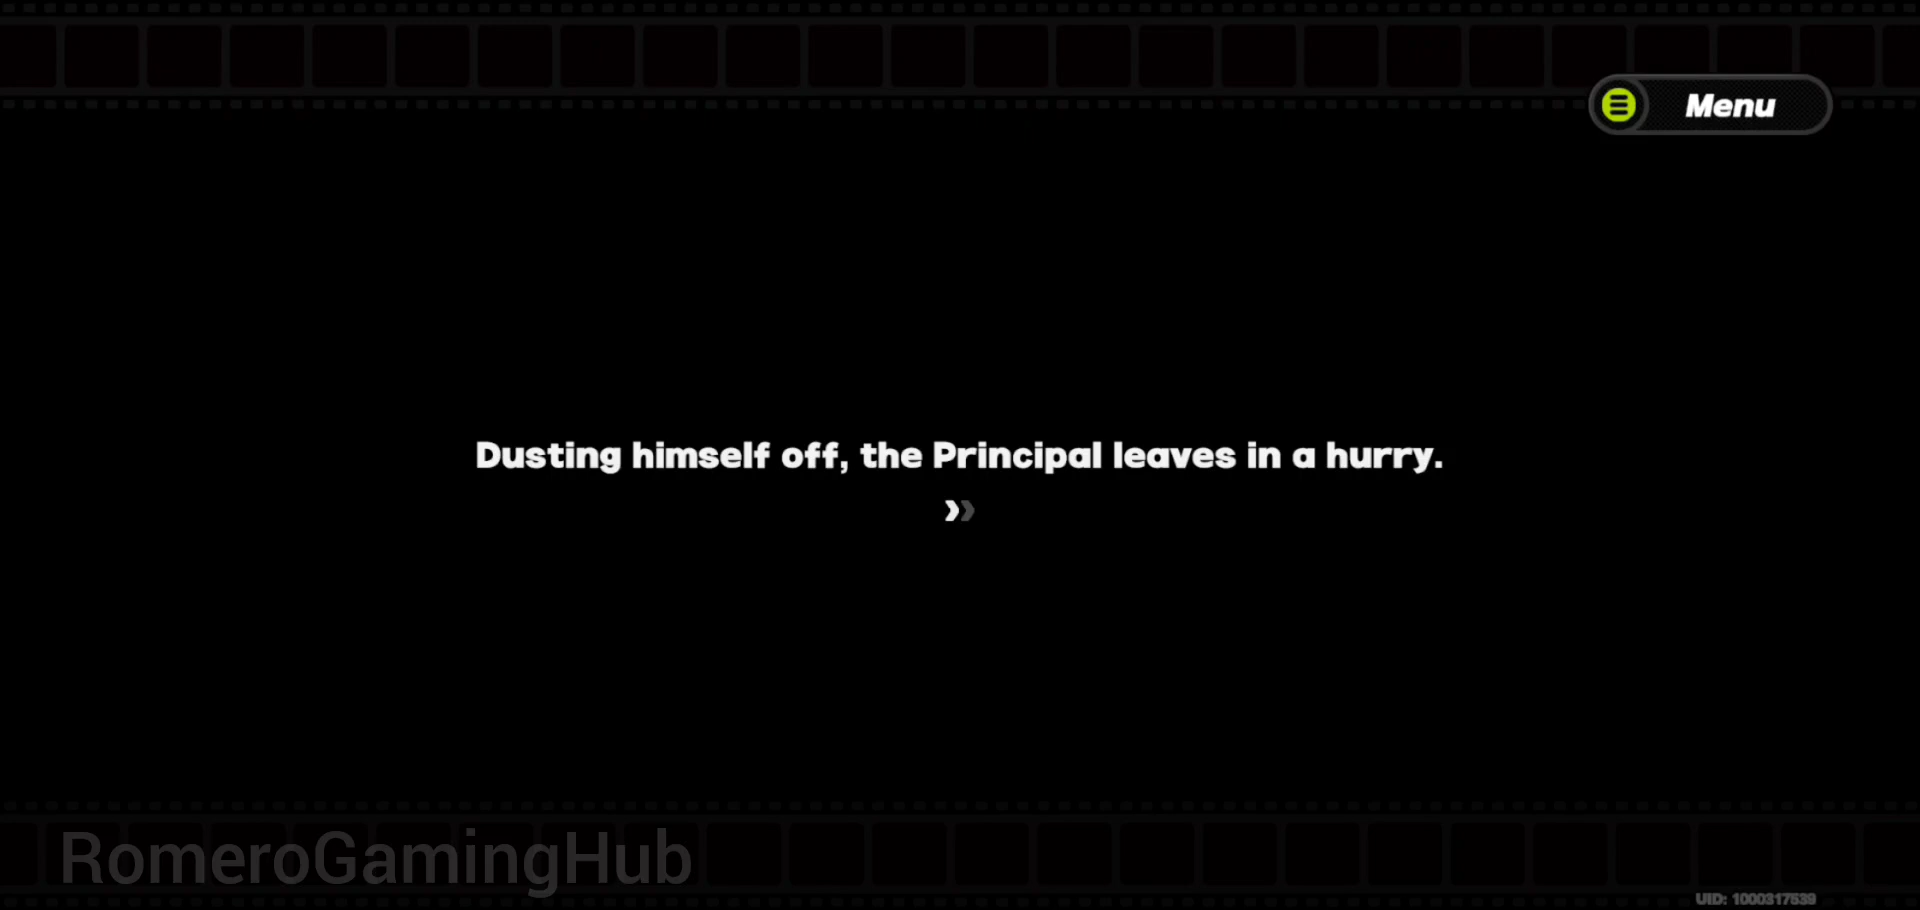 Menu
Dusting himself off, the Principal leaves in a hurry.
RomeroGamingHub
UID: 1000317539